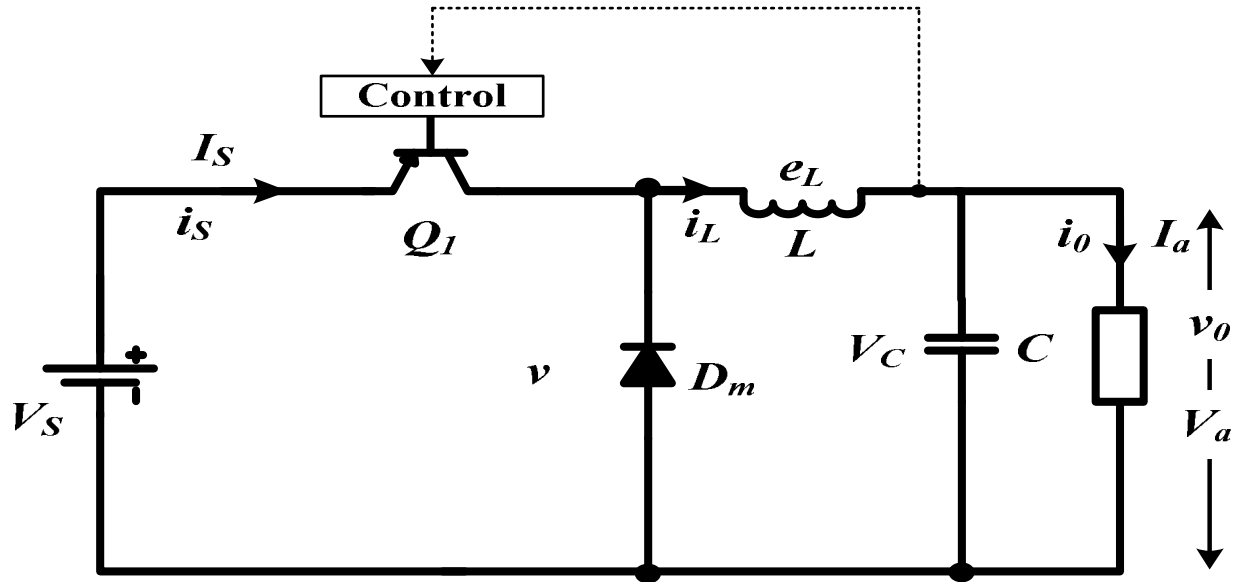 Control
I_S
i_S
Q_1
e_L
i_L
L
i_0
I_a
v_0
V_C
C
v
D_m
+
-
V_S
V_a